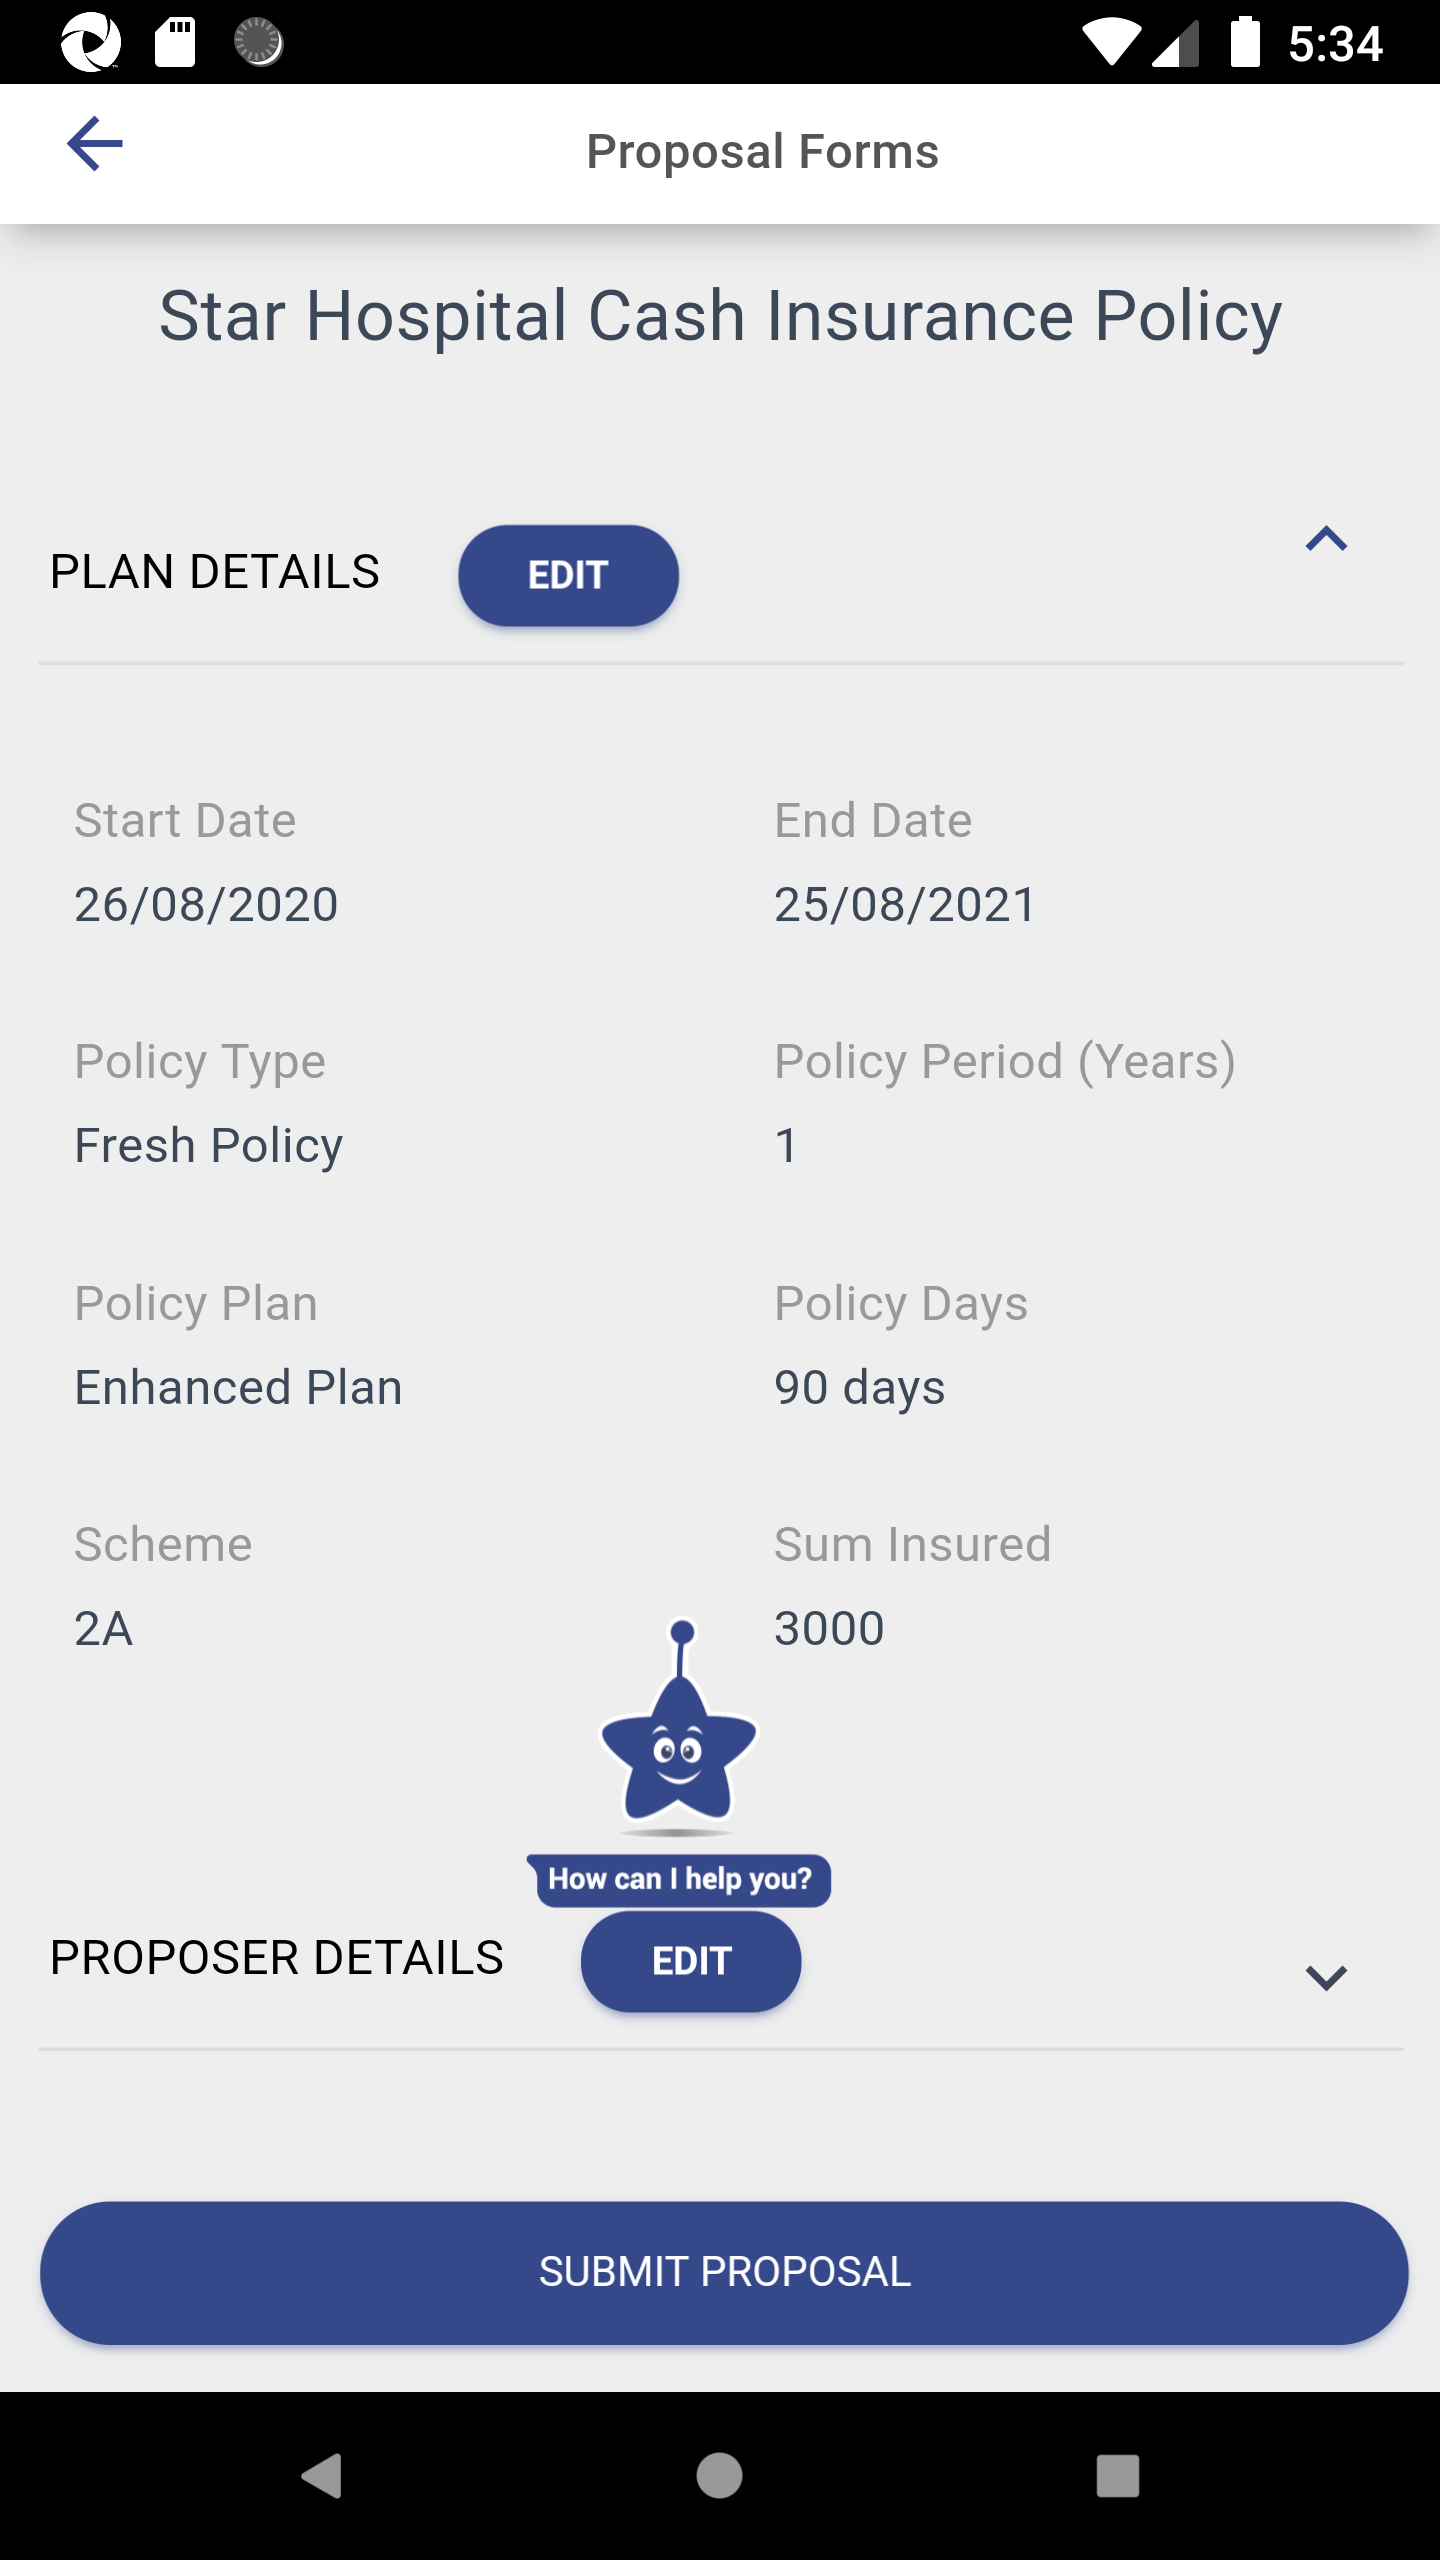 5:34
Proposal Forms
Star Hospital Cash Insurance Policy
PLAN DETAILS EDIT
Start Date End Date
26/08/2020 25/08/2021
Policy Type Policy Period (Years)
Fresh Policy 1
Policy Plan Policy Days
Enhanced Plan 90 days
Scheme Sum Insured
2A 3000
How can I help you?
PROPOSER DETAILS EDIT
SUBMIT PROPOSAL